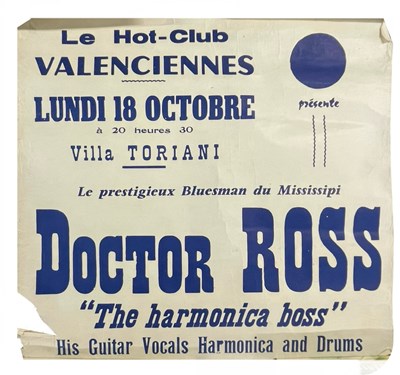 Le Hot-Club
VALENCIENNES
présente
LUNDI 18 OCTOBRE
à 20 heures 30
Villa TORIANI
Le prestigieux Bluesman du Mississipi
DOCTOR ROSS
"The harmonica boss"
His Guitar Vocals Harmonica and Drums